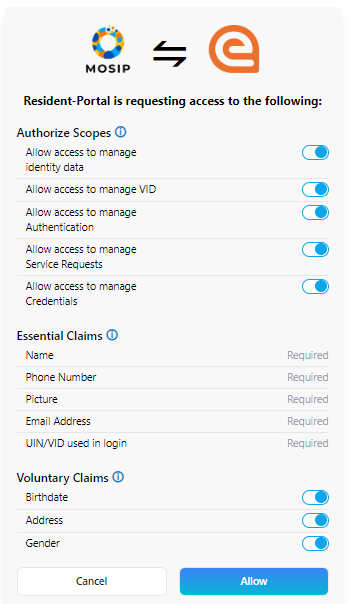 MOSIP
Resident-Portal is requesting access to the following:
Authorize Scopes
Allow access to manage
identity data
Allow access to manage VID
Allow access to manage
Authentication
Allow access to manage
Service Requests
Allow access to manage
Credentials
Essential Claims
Name Required
Phone Number Required
Picture Required
Email Address Required
UIN/VID used in login Required
Voluntary Claims
Birthdate
Address
Gender
Cancel Allow